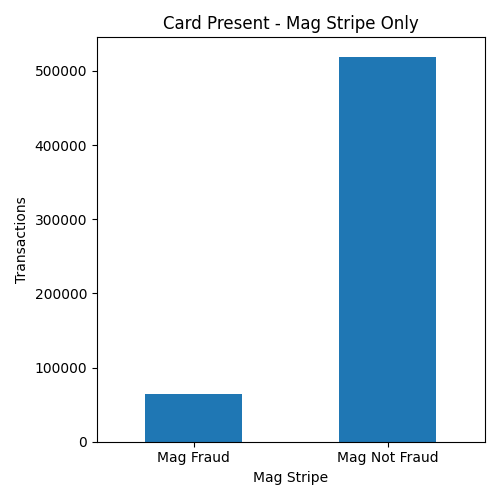 Card Present - Mag Stripe Only
500000
400000
300000
200000
100000
0
Transactions
Mag Fraud
Mag Not Fraud
Mag Stripe